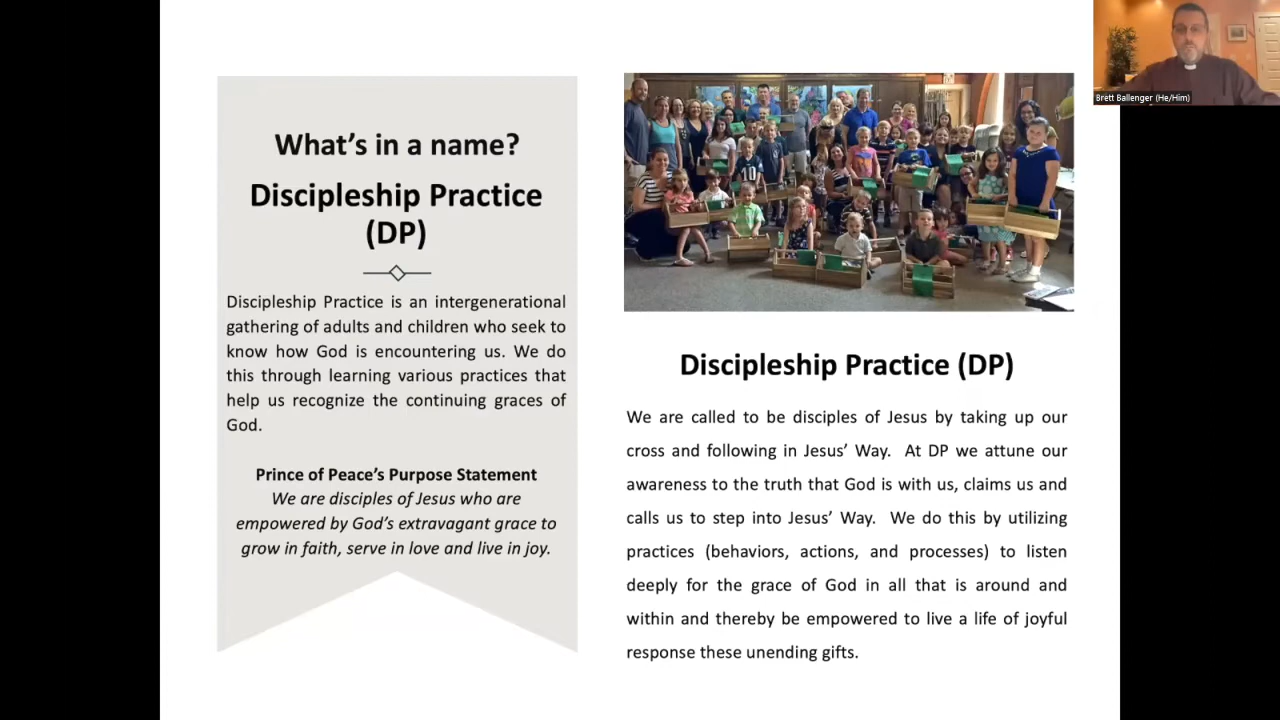 What's in a name?
Discipleship Practice
(DP)
Discipleship Practice is an intergenerational
gathering of adults and children who seek to
know how God is encountering us. We do
this through learning various practices that
help us recognize the continuing graces of
God.
Prince of Peace's Purpose Statement
We are disciples of Jesus who are
empowered by God's extravagant grace to
grow in faith, serve in love and live in joy.
10
Discipleship Practice (DP)
We are called to be disciples of Jesus by taking up our
cross and following in Jesus' Way. At DP we attune our
awareness to the truth that God is with us, claims us and
calls us to step into Jesus' Way. We do this by utilizing
practices (behaviors, actions, and processes) to listen
deeply for the grace of God in all that is around and
within and thereby be empowered to live a life of joyful
response these unending gifts.
Brett Ballenger (He/Him)